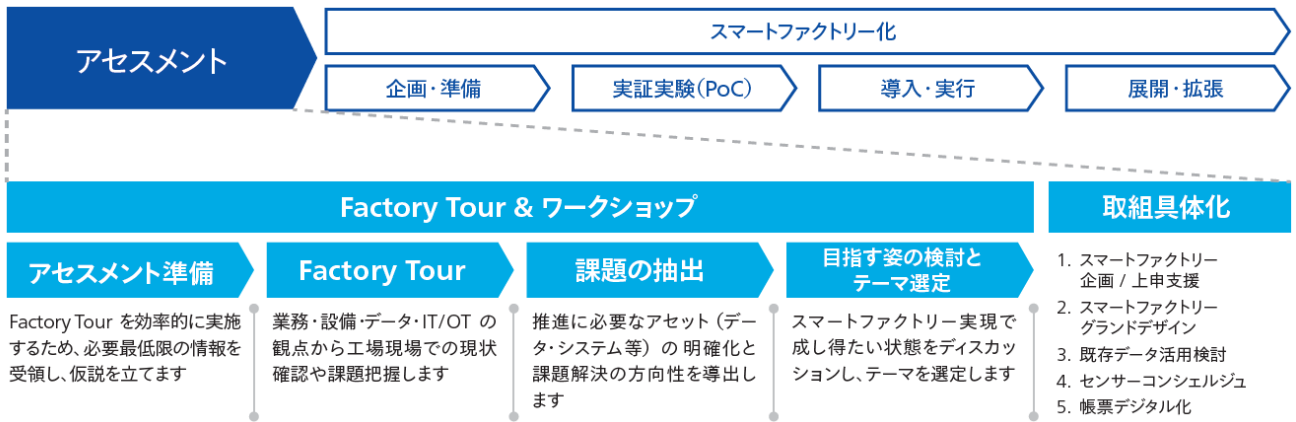 アセスメント
スマートファクトリー化
企画・準備
実証実験（PoC）
導入・実行
展開・拡張
Factory Tour & ワークショップ
取組具体化
アセスメント準備
Factory Tour を効率的に実施
するため、必要最低限の情報を
受領し、仮説を立てます
Factory Tour
業務・設備・データ・IT/OT の
観点から工場現場での現状
確認や課題把握します
課題の抽出
推進に必要なアセット（デー
タ・システム等）の明確化と
課題解決の方向性を導出し
ます
目指す姿の検討と
テーマ選定
スマートファクトリー実現で
成し得たい状態をディスカッ
ションし、テーマを選定します
1. スマートファクトリー
企画 / 上申支援
2. スマートファクトリー
グランドデザイン
3. 既存データ活用検討
4. センサーコンシェルジュ
5. 帳票デジタル化